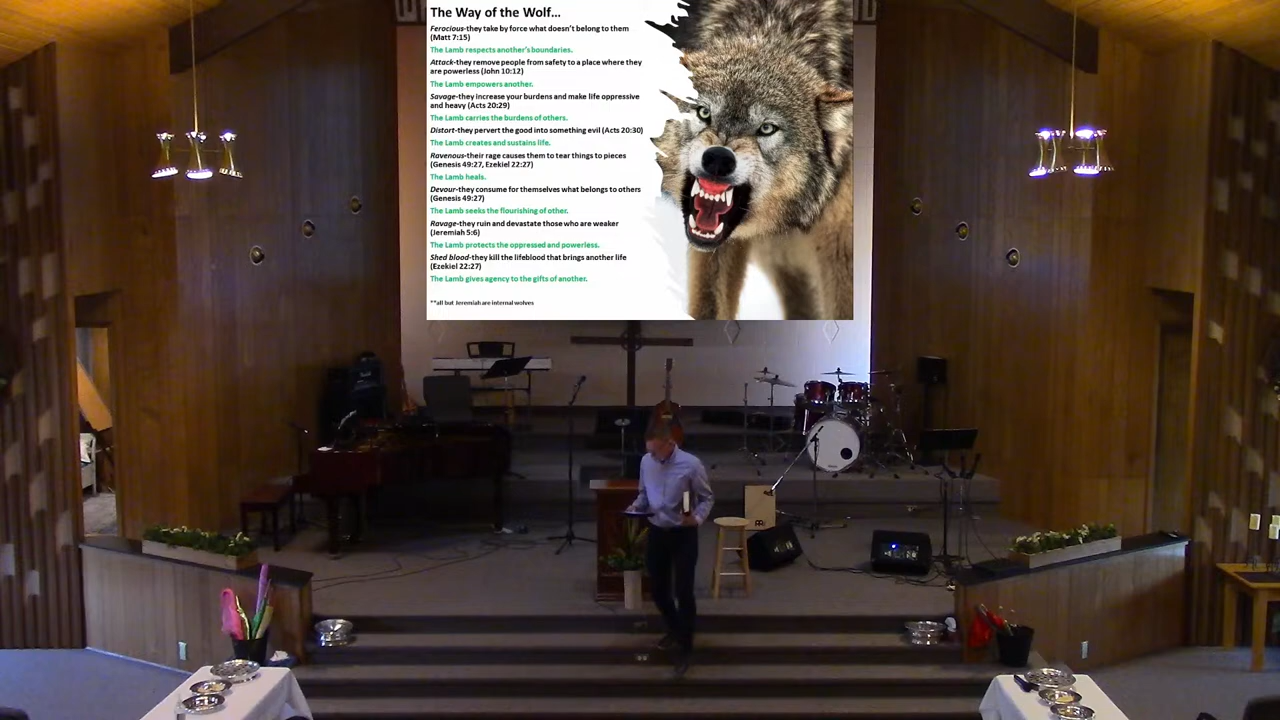 The Way of the Wolf...
Ferocious-they take by force what doesn't belong to them
(Matt 7:15)
The Lamb respects another's boundaries.
Attack-they remove people from safety to a place where they
are powerless (John 10:12)
The Lamb empowers another.
Savage-they increase your burdens and make life oppressive
and heavy (Acts 20:29)
The Lamb carries the burdens of others.
Distort-they pervert the good into something evil (Acts 20:30)
The Lamb creates and sustains life.
Ravenous-their rage causes them to tear things to pieces
(Genesis 49:27, Ezekiel 22:27)
The Lamb heals.
Devour-they consume for themselves what belongs to others
(Genesis 49:27)
The Lamb seeks the flourishing of other.
Ravage-they ruin and devastate those who are weaker
(Jeremiah 5:6)
The Lamb protects the oppressed and powerless.
Shed blood-they kill the lifeblood that brings another life
(Ezekiel 22:27)
The Lamb gives agency to the gifts of another.
**all but Jeremiah are internal wolves